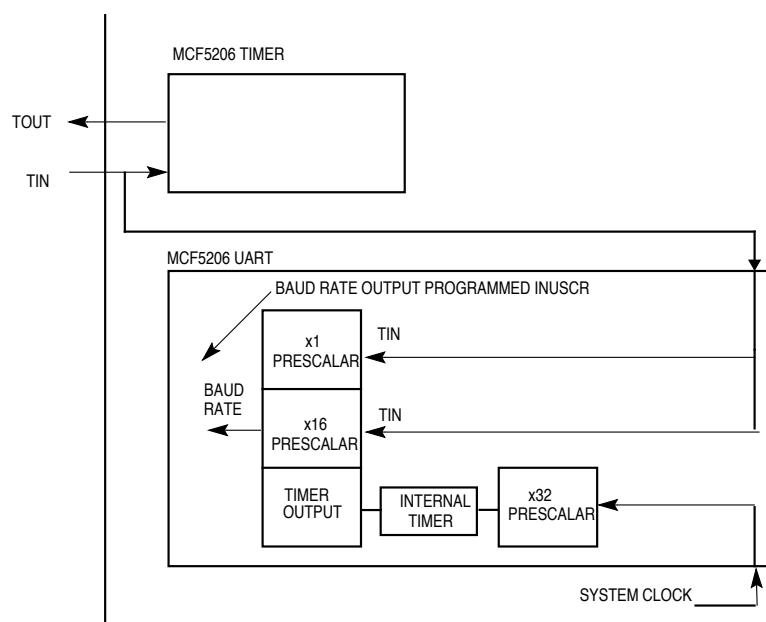 MCF5206 TIMER
TOUT
TIN
MCF5206 UART
BAUD RATE OUTPUT PROGRAMMED INUSCR
x1
PRESCALAR
TIN
BAUD
RATE
x16
PRESCALAR
TIN
TIMER
OUTPUT
INTERNAL
TIMER
x32
PRESCALAR
SYSTEM CLOCK